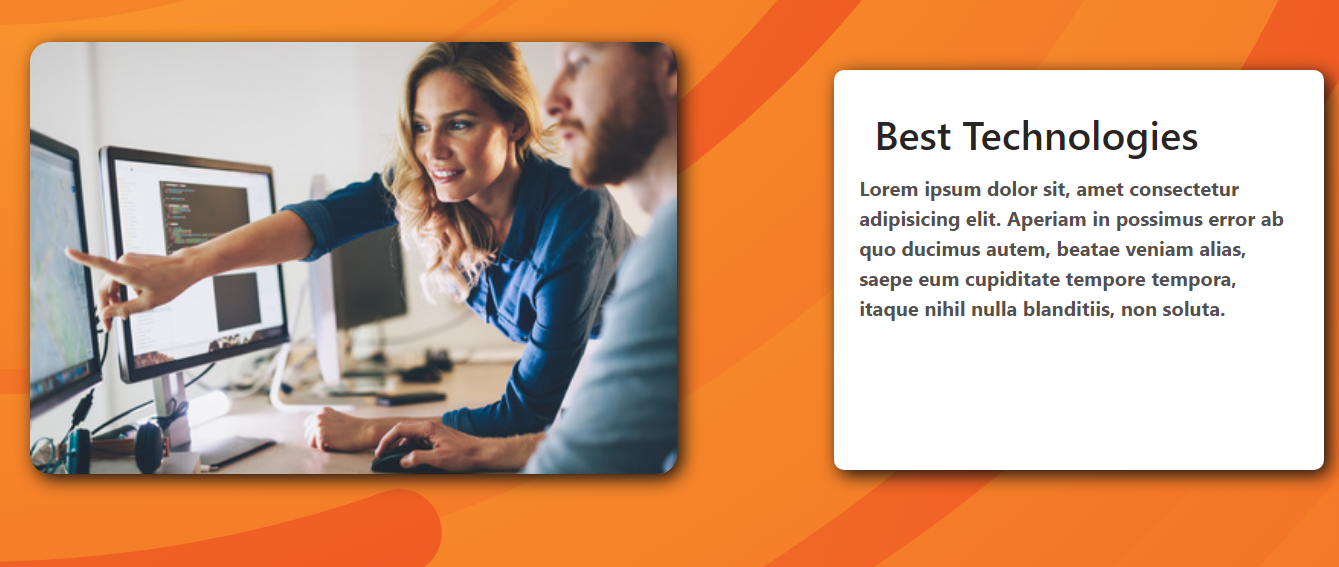 Best Technologies
Lorem ipsum dolor sit, amet consectetur
adipisicing elit. Aperiam in possimus error ab
quo ducimus autem, beatae veniam alias,
saepe eum cupiditate tempore tempora,
itaque nihil nulla blanditiis, non soluta.